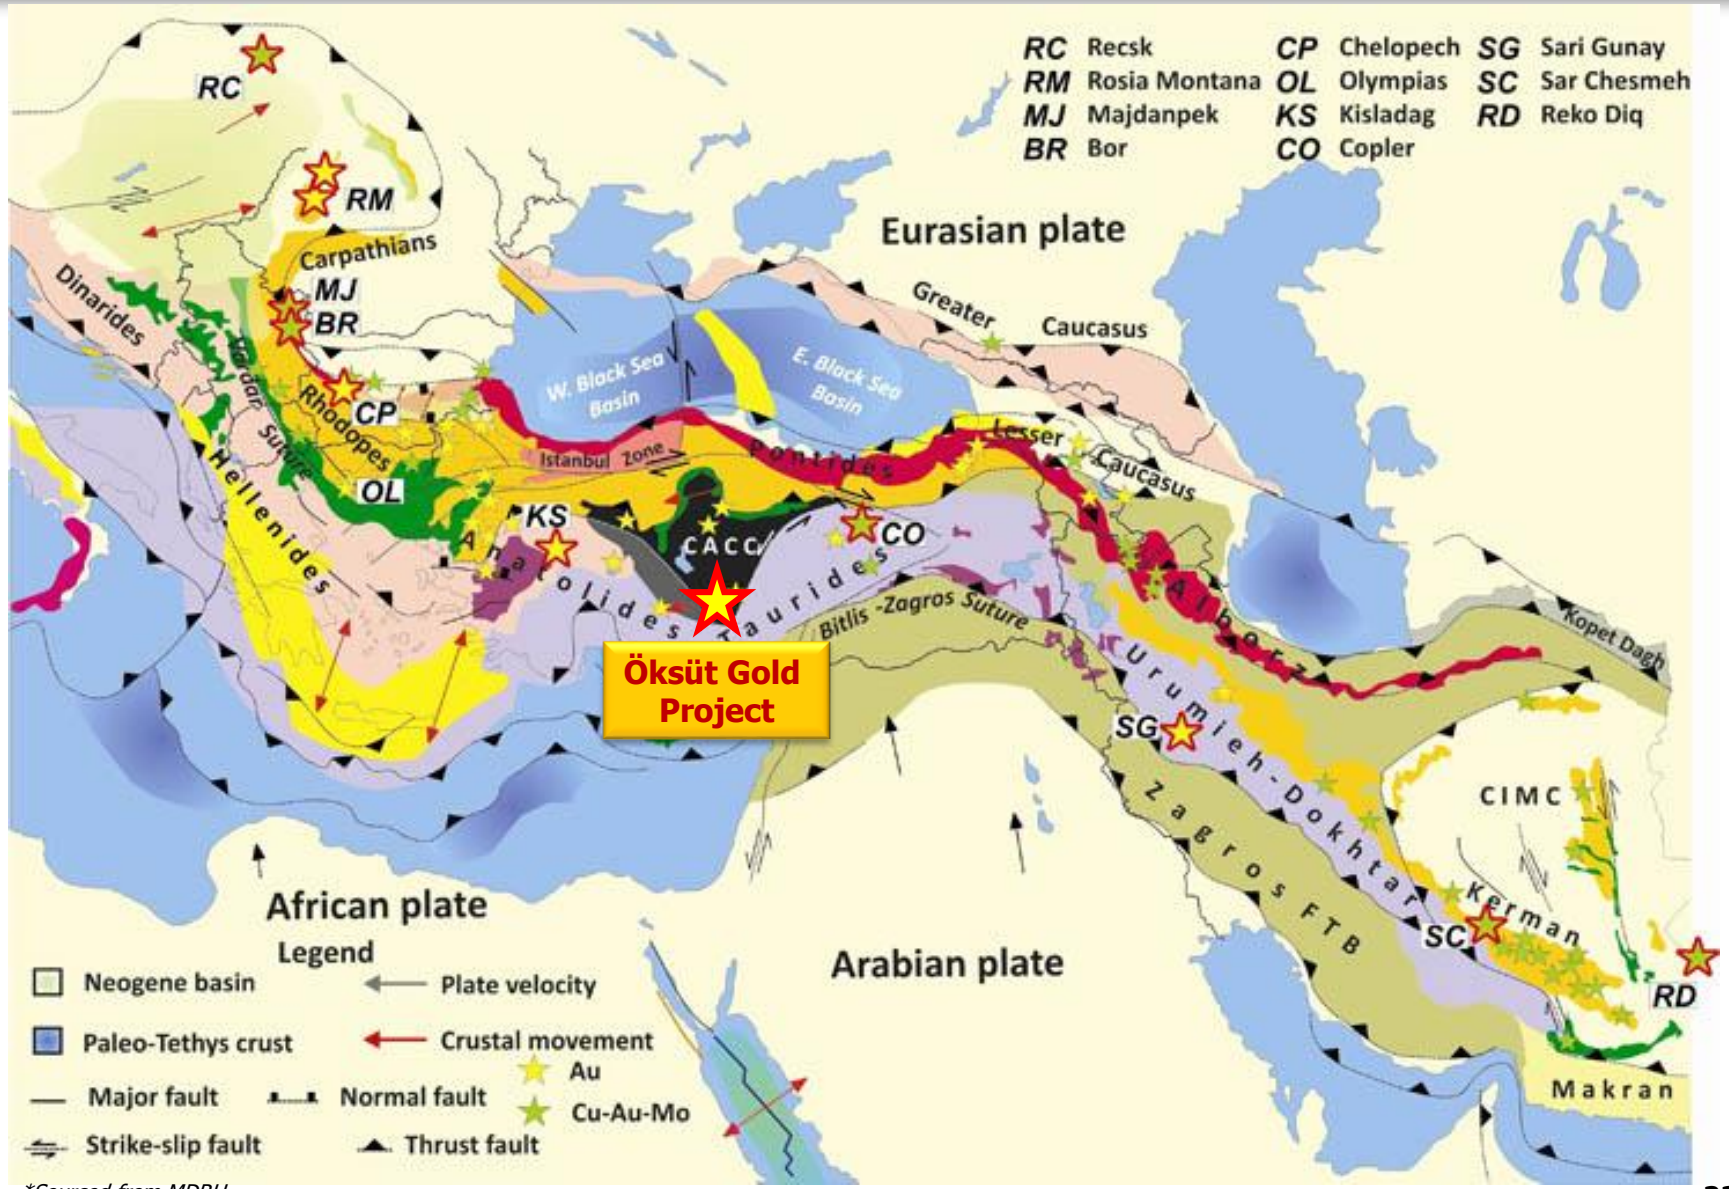 RC Recsk CP Chelopech SG Sari Gunay
RM Rosia Montana OL Olympias SC Sar Chesmeh
MJ Majdanpek KS Kisladag RD Reko Diq
BR Bor CO Copler
RC
RM
Eurasian plate
Carpathians
Dinarides
MJ
BR
Greater Caucasus
W. Black Sea
Basin
E. Black Sea
Basin
Vardar Suture
Rhodopes
CP
Istanbul Zone
Pontides
Lesser Caucasus
Hellenides
OL
KS
CACC
CO
Anatolides
Taurides
Bitlis -Zagros Suture
Alborz
Kopet Dagh
Öksüt Gold
Project
Urumieh-Dokhtar
SG
Zagros FTB
CIMC
Kerman
SC
RD
African plate
Arabian plate
Makran
Legend
Neogene basin
Plate velocity
Paleo-Tethys crust
Crustal movement
Au
Major fault
Normal fault
Cu-Au-Mo
Strike-slip fault
Thrust fault